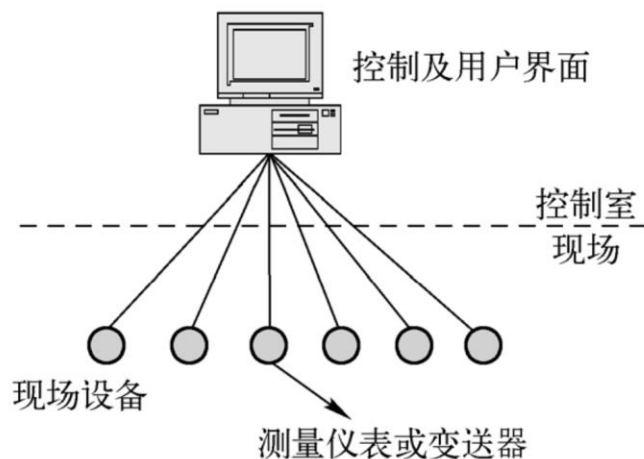 控制及用户界面
控制室
现场
现场设备
测量仪表或变送器